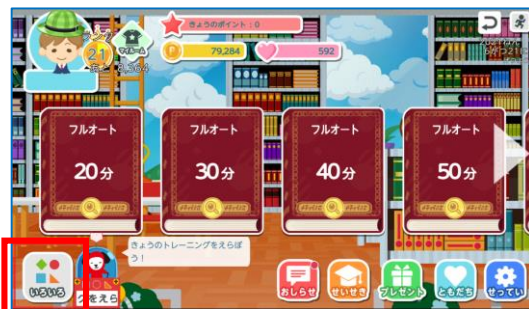 ランク
21
マイルーム
きょうのポイント：0
79,284
592
フルオート
20分
フルオート
30分
フルオート
40分
フルオート
50分
きょうのトレーニングをえらぼ
う！
いろいろ
グをえら
おしらせ
せいせき
プレゼント
ともだち
せってい